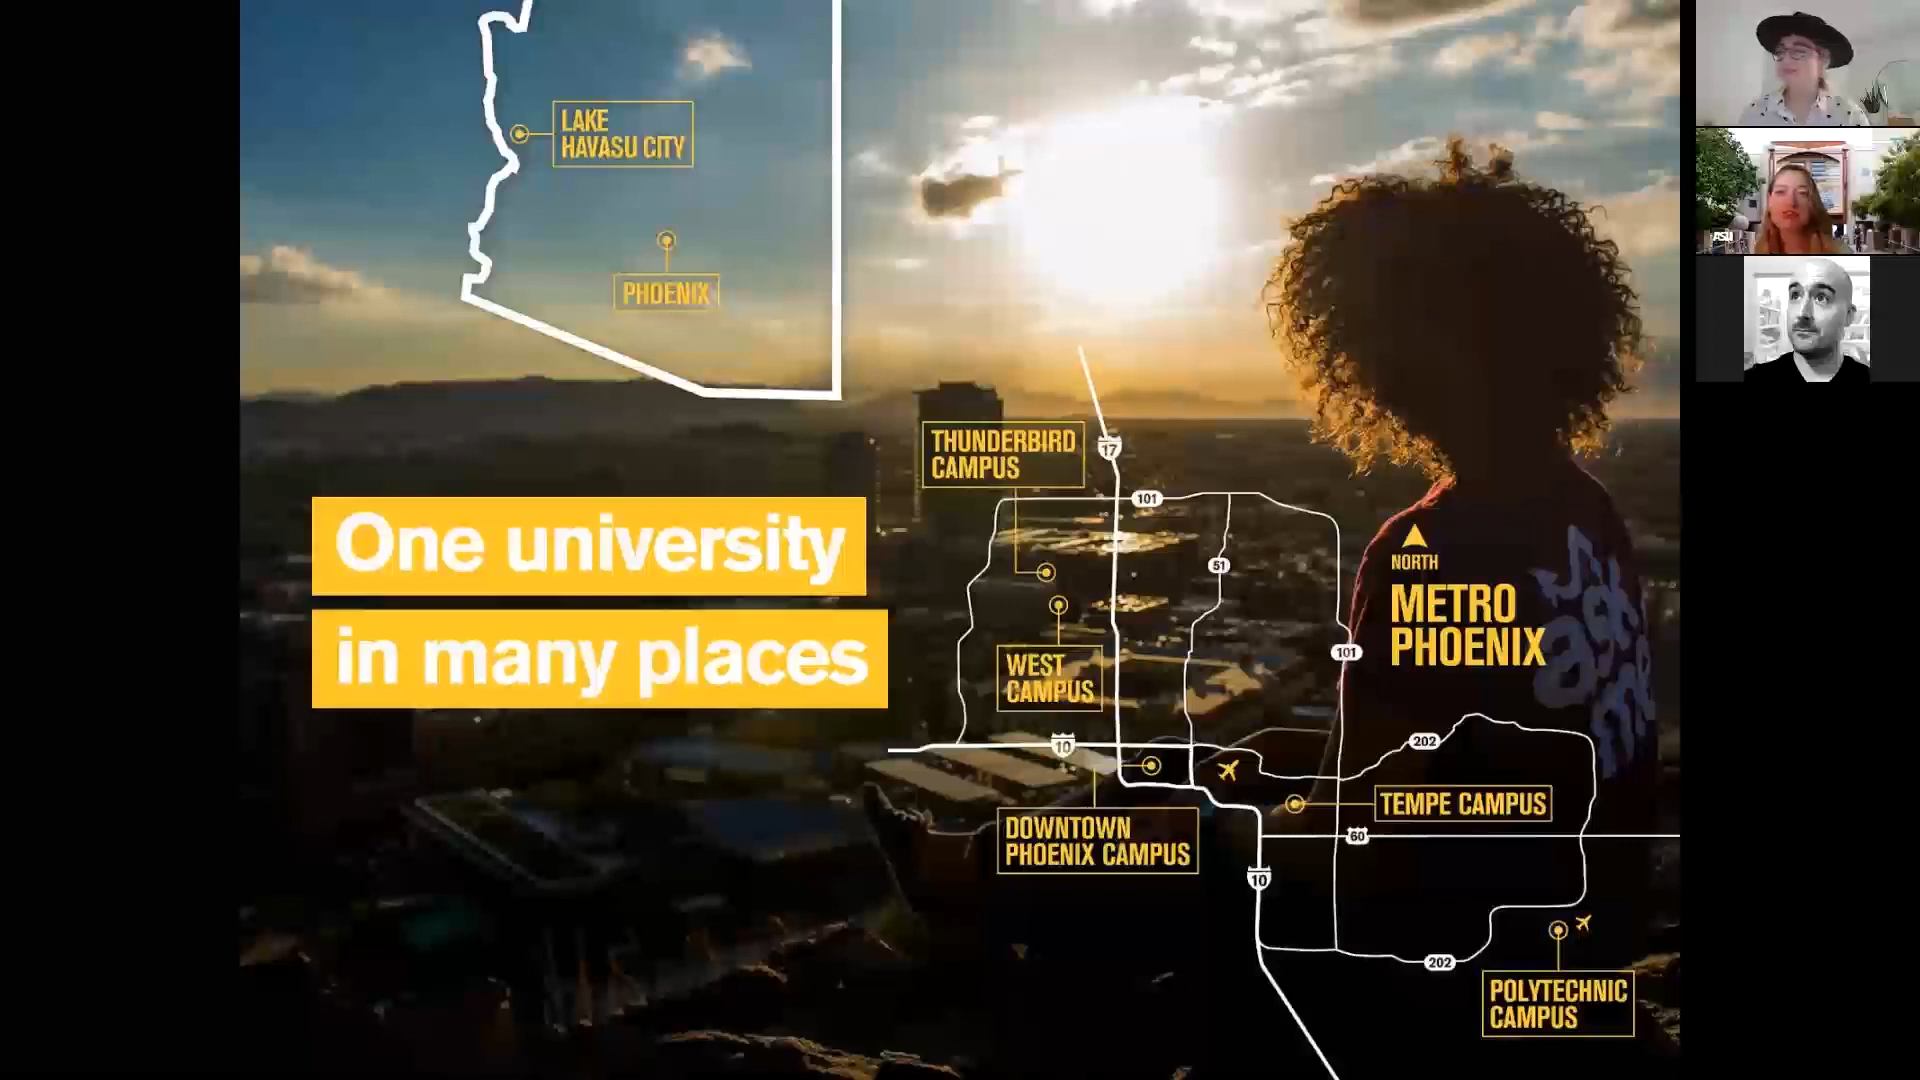 LAKE
HAVASU CITY
PHOENIX
One university
in many places
THUNDERBIRD
CAMPUS
17
101
51
WEST
CAMPUS
10
DOWNTOWN
PHOENIX CAMPUS
NORTH
METRO
PHOENIX
101
202
TEMPE CAMPUS
60
10
202
POLYTECHNIC
CAMPUS
ASU